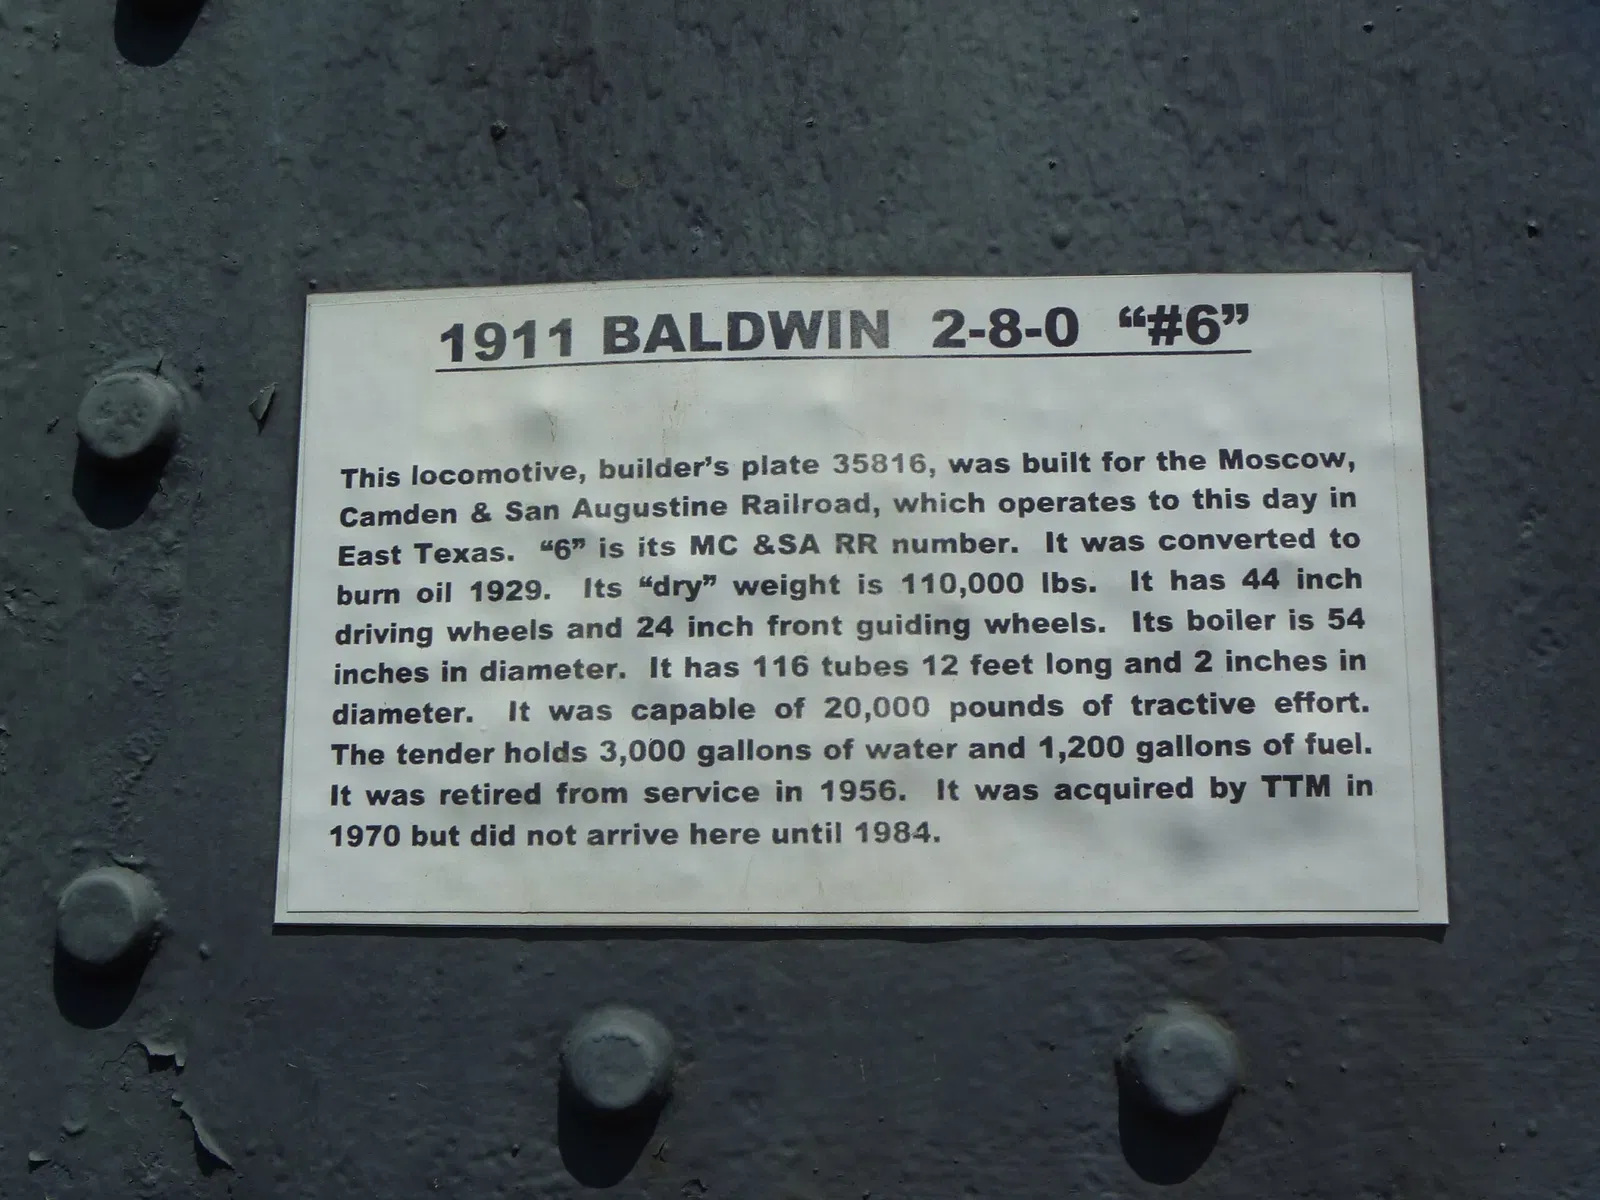 1911 BALDWIN 2-8-0 “#6”
This locomotive, builder’s plate 35816, was built for the Moscow,
Camden & San Augustine Railroad, which operates to this day in
East Texas. “6” is its MC &SA RR number. It was converted to
burn oil 1929. Its “dry” weight is 110,000 lbs. It has 44 inch
driving wheels and 24 inch front guiding wheels. Its boiler is 54
inches in diameter. It has 116 tubes 12 feet long and 2 inches in
diameter. It was capable of 20,000 pounds of tractive effort.
The tender holds 3,000 gallons of water and 1,200 gallons of fuel.
It was retired from service in 1956. It was acquired by TTM in
1970 but did not arrive here until 1984.